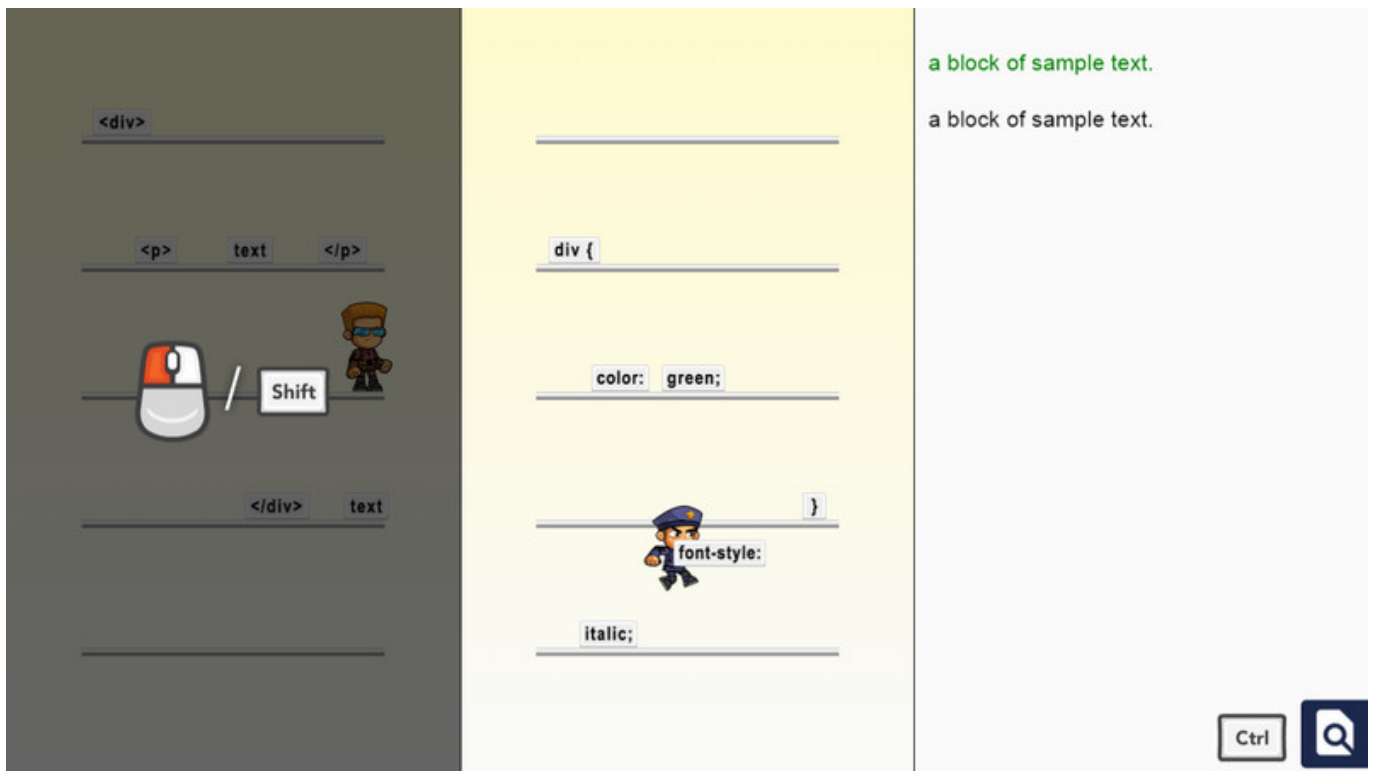 <div>
<p> text </p>
/ Shift
</div> text
div {
color: green;
}
font-style:
italic;
a block of sample text.
a block of sample text.
Ctrl